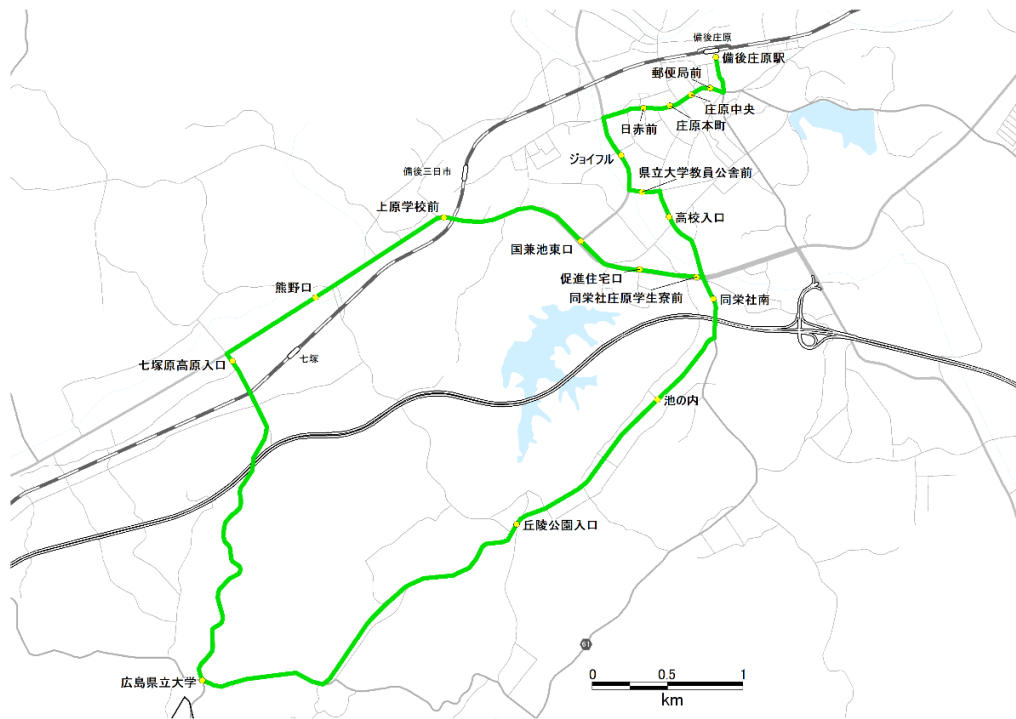 備後庄原
備後庄原駅
郵便局前
庄原中央
庄原本町
日赤前
ジョイフル
備後三日市
県立大学教員公舎前
上原学校前
高校入口
国兼池東口
促進住宅口
熊野口
同栄社庄原学生寮前
同栄社南
七塚原高原入口
七塚
池の内
丘陵公園入口
61
広島県立大学
0 0.5 1
km